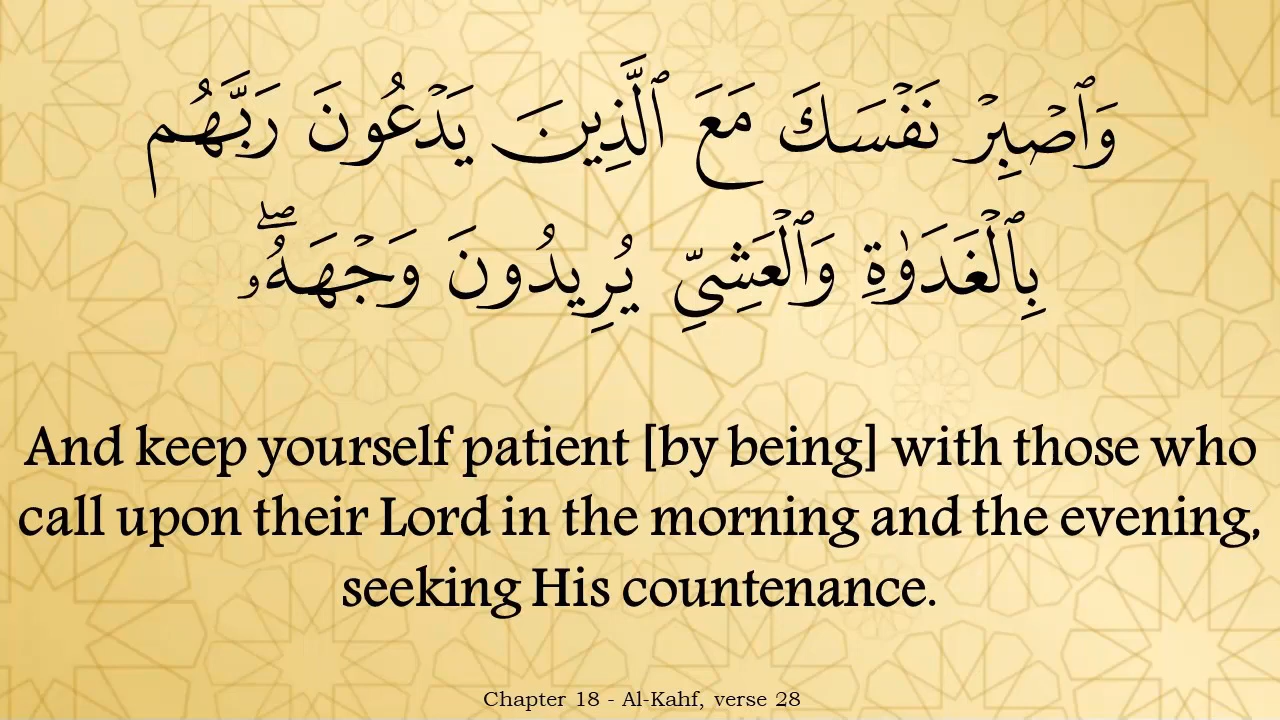 وَٱصۡبِرۡ نَفۡسَكَ مَعَ ٱلَّذِينَ يَدۡعُونَ رَبَّهُم
بِٱلۡغَدَوٰةِ وَٱلۡعَشِيِّ يُرِيدُونَ وَجۡهَهُۥۖ
And keep yourself patient [by being] with those who
call upon their Lord in the morning and the evening,
seeking His countenance.
Chapter 18 - Al-Kahf, verse 28